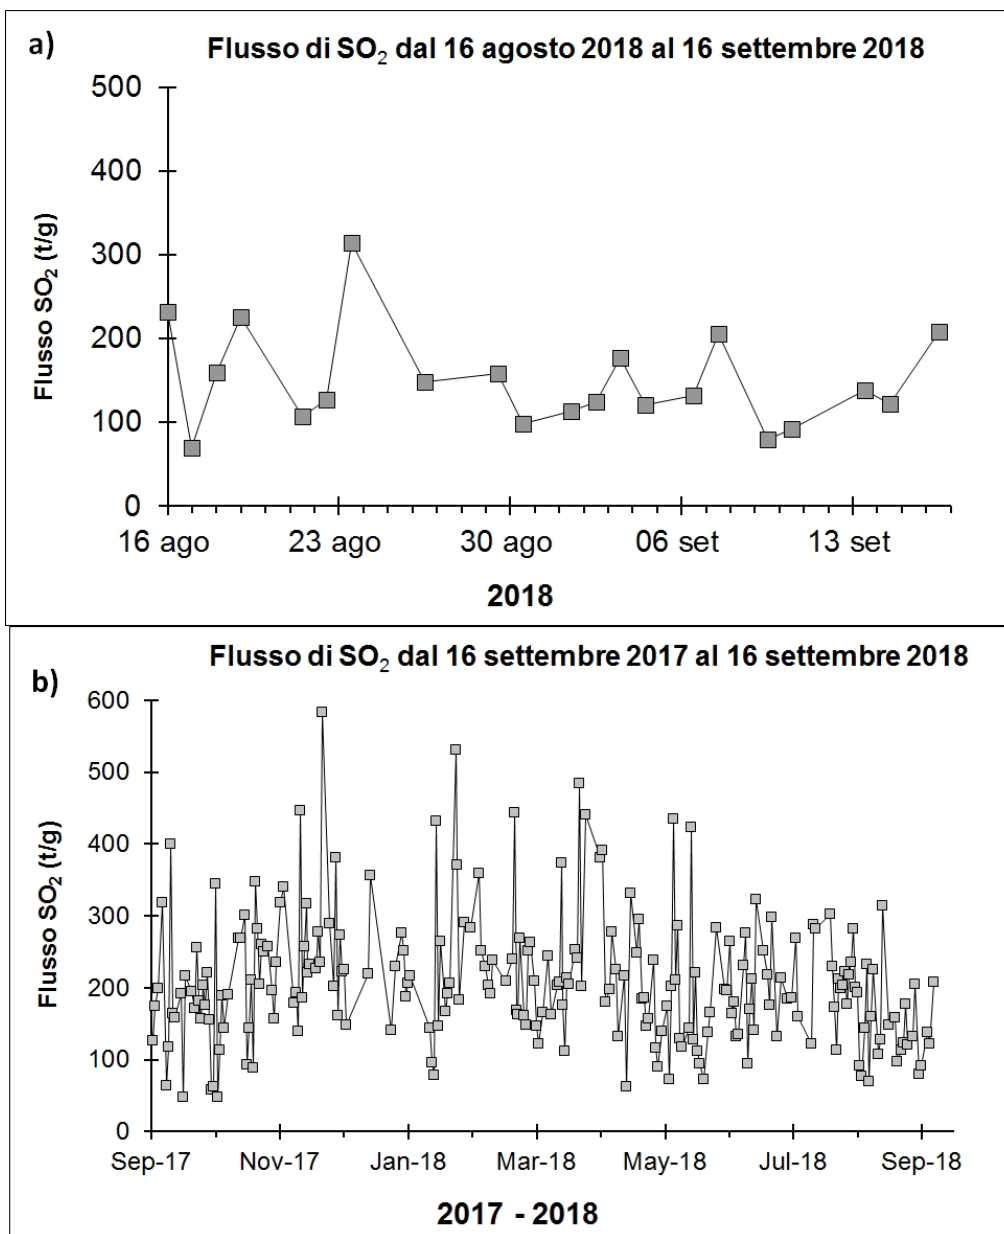 a)
Flusso di SO₂ dal 16 agosto 2018 al 16 settembre 2018
Flusso SO₂ (t/g)
500
400
300
200
100
0
16 ago 23 ago 30 ago 06 set 13 set
2018
b)
Flusso di SO₂ dal 16 settembre 2017 al 16 settembre 2018
Flusso SO₂ (t/g)
600
500
400
300
200
100
0
Sep-17 Nov-17 Jan-18 Mar-18 May-18 Jul-18 Sep-18
2017 - 2018